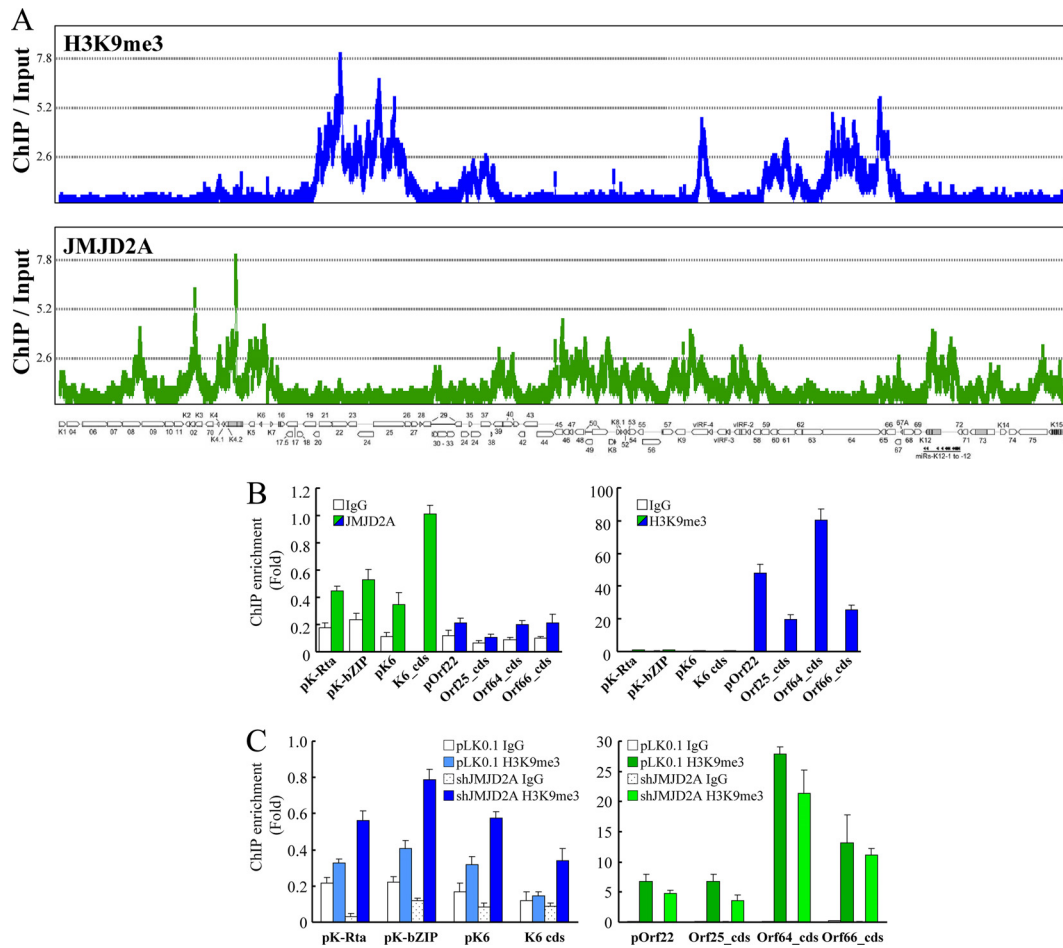 A
H3K9me3
ChIP / Input
7.8
5.2
2.6
JMJD2A
ChIP / Input
7.8
5.2
2.6
K2 K3 K4 K6 16 19 21 23 26 28 29 35 37 40 43 45 47 50 K8.1 53 55 57 vIRF-4 vIRF-2 59 62 66 67A 69 72 K14 K15
K1 04 06 07 08 09 10 11 02 70 K4.1 K4.2 K5 K7 17.5 17 18 20 22 24 25 27 30 - 33 34 24 38 39 42 44 46 48 49 K8 52 54 56 K9 vIRF-3 58 60 61 63 64 65 67 68 K12 71 73 74 75
miRs-K12-1 to -12
B
ChIP enrichment
(Fold)
1.2
1.0
0.8
0.6
0.4
0.2
0
IgG
JMJD2A
pK-Rta
pK-bZIP
pK6
K6_cds
pOrf22
Orf25_cds
Orf64_cds
Orf66_cds
100
80
60
40
20
0
IgG
H3K9me3
pK-Rta
pK-bZIP
pK6
K6 cds
pOrf22
Orf25_cds
Orf64_cds
Orf66_cds
C
ChIP enrichment
(Fold)
1.0
0.8
0.6
0.4
0.2
0
pLK0.1 IgG
pLK0.1 H3K9me3
shJMJD2A IgG
shJMJD2A H3K9me3
pK-Rta
pK-bZIP
pK6
K6 cds
30
25
20
15
10
5
0
pLK0.1 IgG
pLK0.1 H3K9me3
shJMJD2A IgG
shJMJD2A H3K9me3
pOrf22
Orf25_cds
Orf64_cds
Orf66_cds